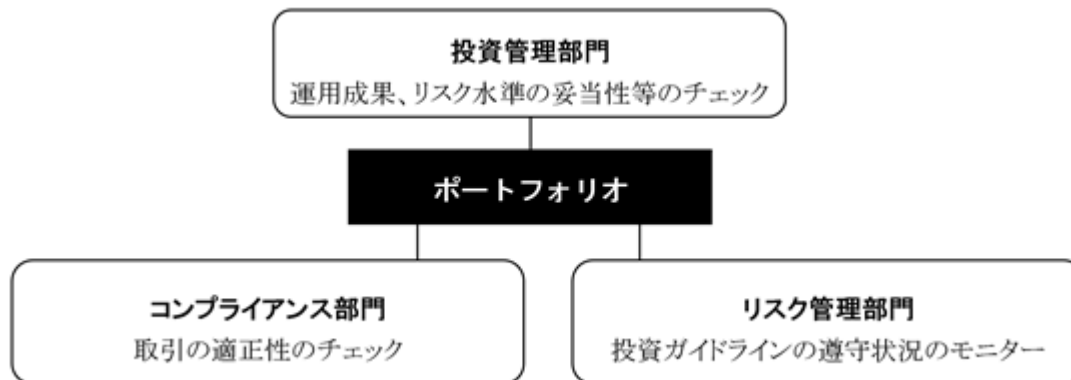 投資管理部門
運用成果、リスク水準の妥当性等のチェック
ポートフォリオ
コンプライアンス部門
取引の適正性のチェック
リスク管理部門
投資ガイドラインの遵守状況のモニター